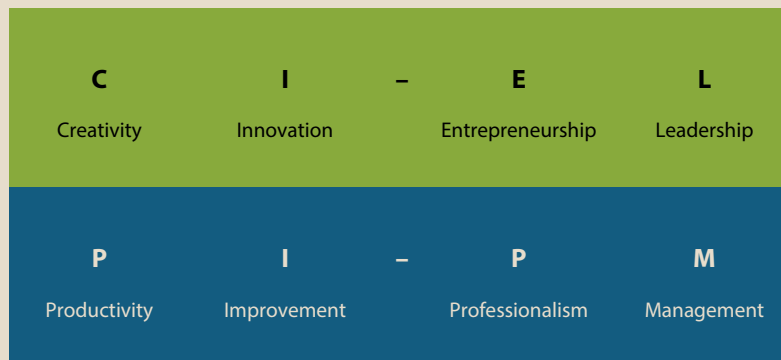 C I – E L
Creativity Innovation Entrepreneurship Leadership
P I – P M
Productivity Improvement Professionalism Management